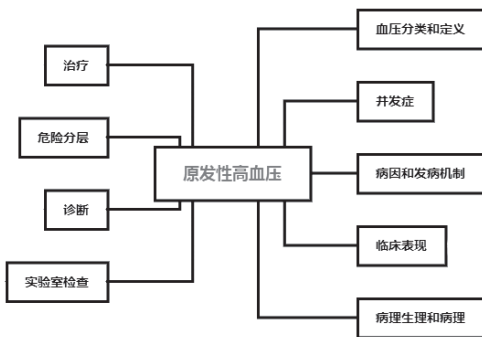 血压分类和定义
治疗
并发症
危险分层
原发性高血压
病因和发病机制
诊断
临床表现
实验室检查
病理生理和病理